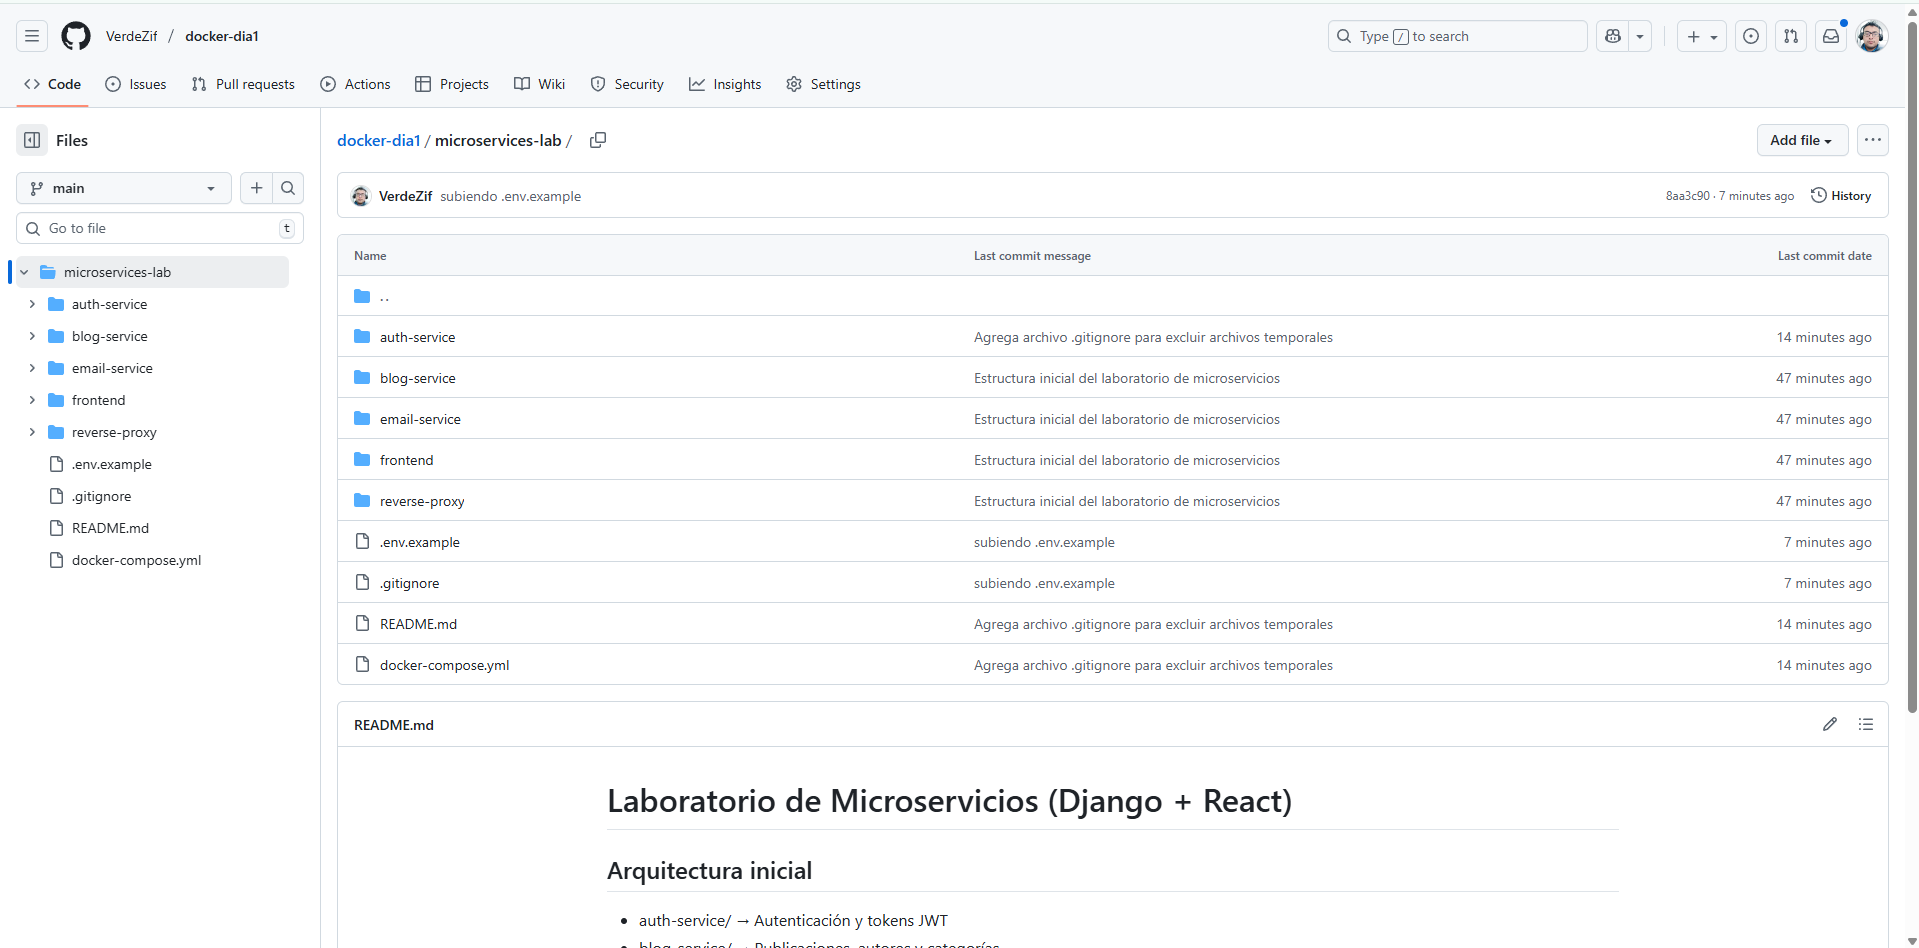 VerdeZif / docker-dia1
Type / to search
Code
Issues
Pull requests
Actions
Projects
Wiki
Security
Insights
Settings
Files
main
Go to file
t
microservices-lab
auth-service
blog-service
email-service
frontend
reverse-proxy
.env.example
.gitignore
README.md
docker-compose.yml
docker-dia1 / microservices-lab /
Add file
VerdeZif subiendo .env.example
8aa3c90 · 7 minutes ago
History
Name Last commit message Last commit date
..
auth-service Agrega archivo .gitignore para excluir archivos temporales 14 minutes ago
blog-service Estructura inicial del laboratorio de microservicios 47 minutes ago
email-service Estructura inicial del laboratorio de microservicios 47 minutes ago
frontend Estructura inicial del laboratorio de microservicios 47 minutes ago
reverse-proxy Estructura inicial del laboratorio de microservicios 47 minutes ago
.env.example subiendo .env.example 7 minutes ago
.gitignore subiendo .env.example 7 minutes ago
README.md Agrega archivo .gitignore para excluir archivos temporales 14 minutes ago
docker-compose.yml Agrega archivo .gitignore para excluir archivos temporales 14 minutes ago
README.md
Laboratorio de Microservicios (Django + React)
Arquitectura inicial
• auth-service/ → Autenticación y tokens JWT
• blog-service/ → Publicaciones, autores y categorías